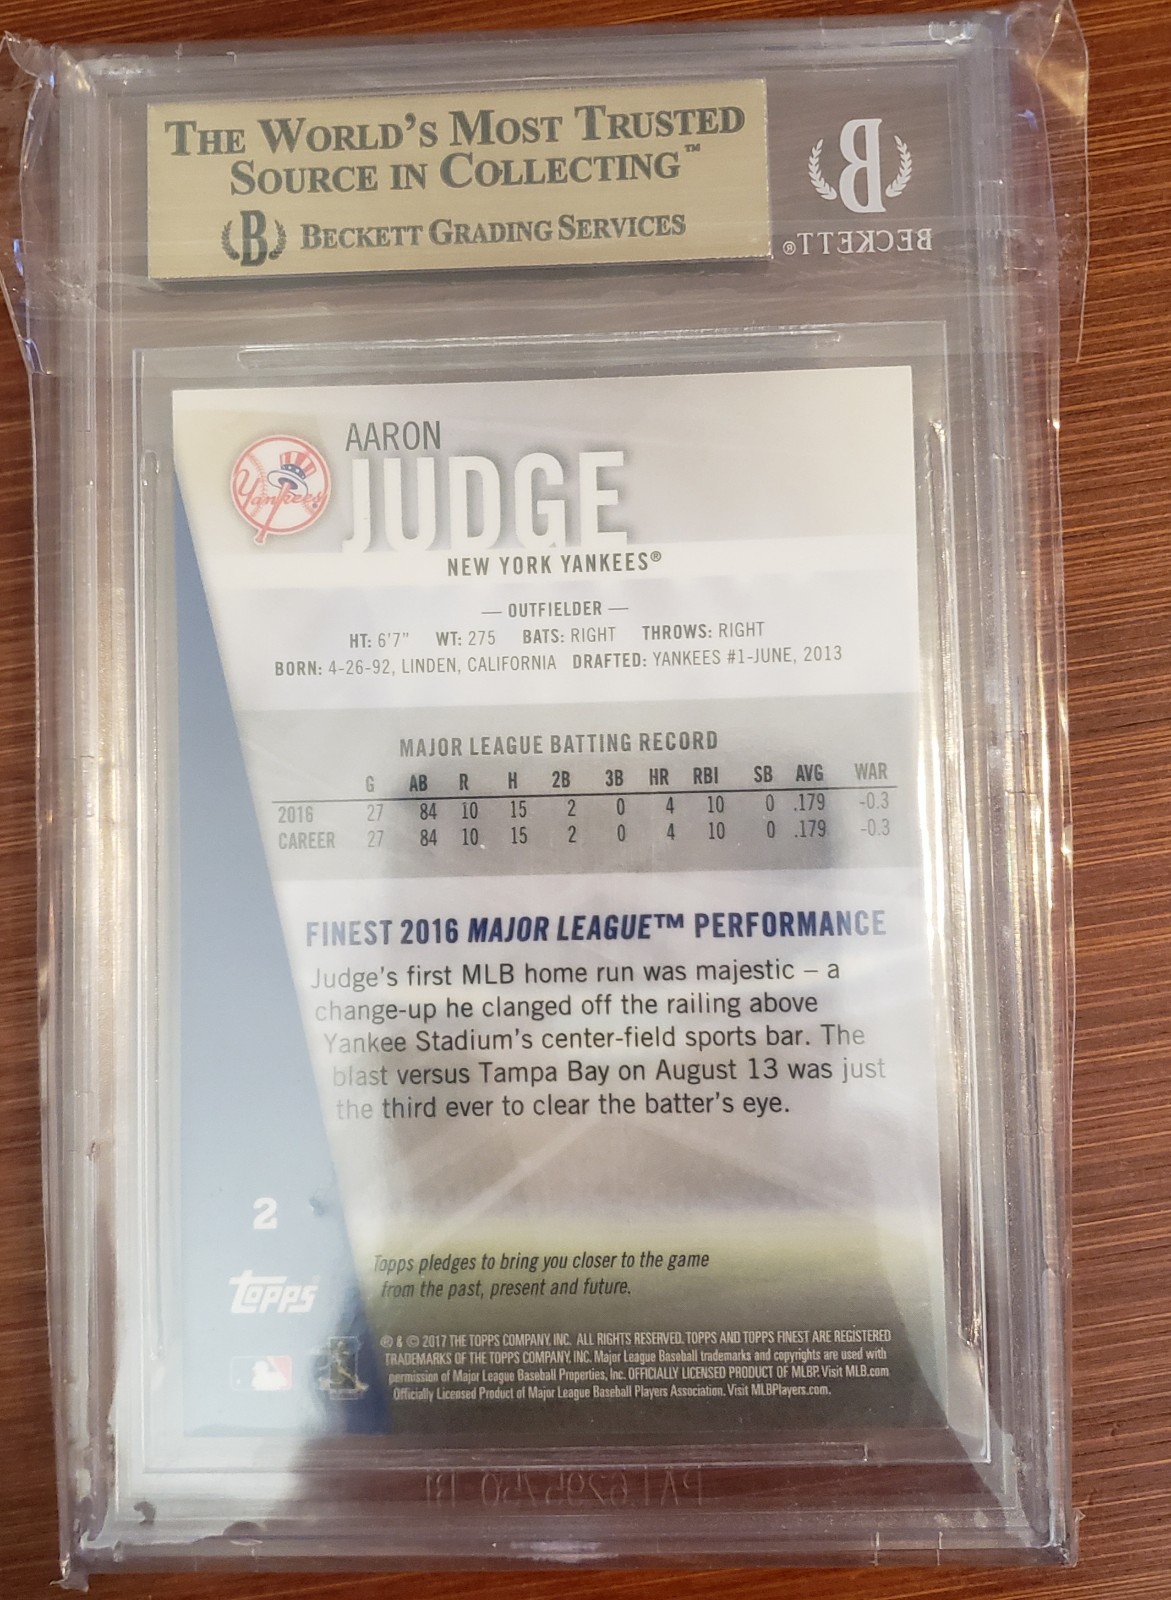 THE WORLD'S MOST TRUSTED
SOURCE IN COLLECTING™
B BECKETT GRADING SERVICES
B
BECKETT®
Yankees
AARON
JUDGE
NEW YORK YANKEES®
— OUTFIELDER —
HT: 6'7" WT: 275 BATS: RIGHT THROWS: RIGHT
BORN: 4-26-92, LINDEN, CALIFORNIA DRAFTED: YANKEES #1-JUNE, 2013
MAJOR LEAGUE BATTING RECORD
G AB R H 2B 3B HR RBI SB AVG WAR
2016 27 84 10 15 2 0 4 10 0 .179 -0.3
CAREER 27 84 10 15 2 0 4 10 0 .179 -0.3
FINEST 2016 MAJOR LEAGUE™ PERFORMANCE
Judge's first MLB home run was majestic – a
change-up he clanged off the railing above
Yankee Stadium's center-field sports bar. The
blast versus Tampa Bay on August 13 was just
the third ever to clear the batter's eye.
2
Topps pledges to bring you closer to the game
from the past, present and future.
Topps
® & © 2017 THE TOPPS COMPANY, INC. ALL RIGHTS RESERVED. TOPPS AND TOPPS FINEST ARE REGISTERED
TRADEMARKS OF THE TOPPS COMPANY, INC. Major League Baseball trademarks and copyrights are used with
permission of Major League Baseball Properties, Inc. OFFICIALLY LICENSED PRODUCT OF MLBP. Visit MLB.com
Officially Licensed Product of Major League Baseball Players Association. Visit MLBPlayers.com.